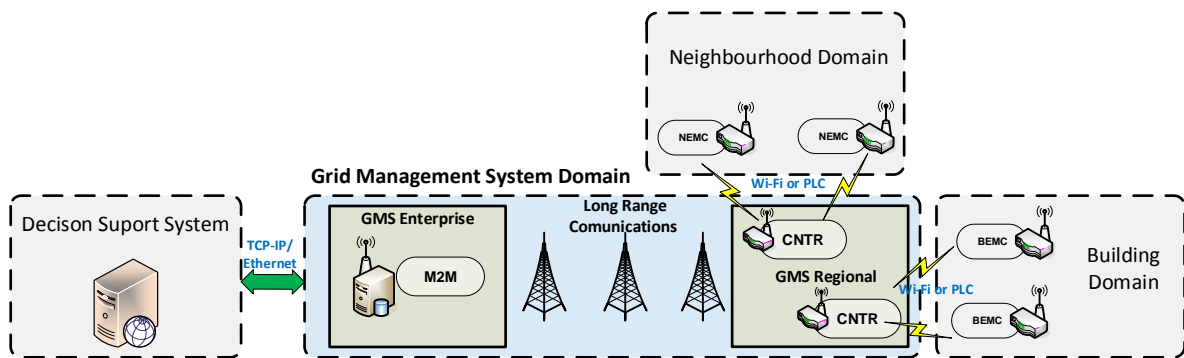 Neighbourhood Domain
NEMC
NEMC
Wi-Fi or PLC
Grid Management System Domain
Decison Suport System
TCP-IP/
Ethernet
GMS Enterprise
M2M
Long Range
Comunications
CNTR
GMS Regional
CNTR
Wi-Fi or PLC
BEMC
BEMC
Building
Domain